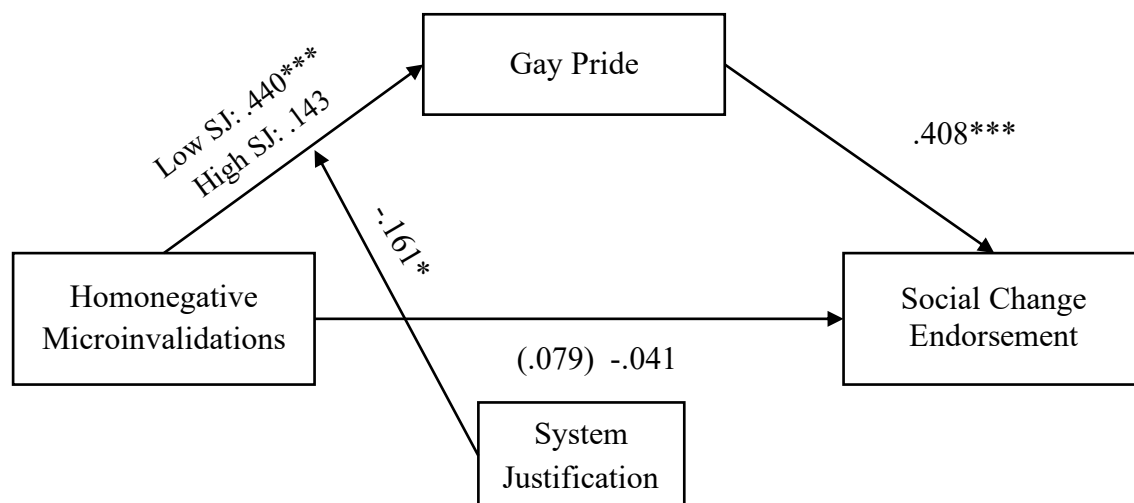 Gay Pride
Low SJ: .440***
High SJ: .143
.408***
-.161*
Homonegative
Microinvalidations
Social Change
Endorsement
(.079) -.041
System
Justification